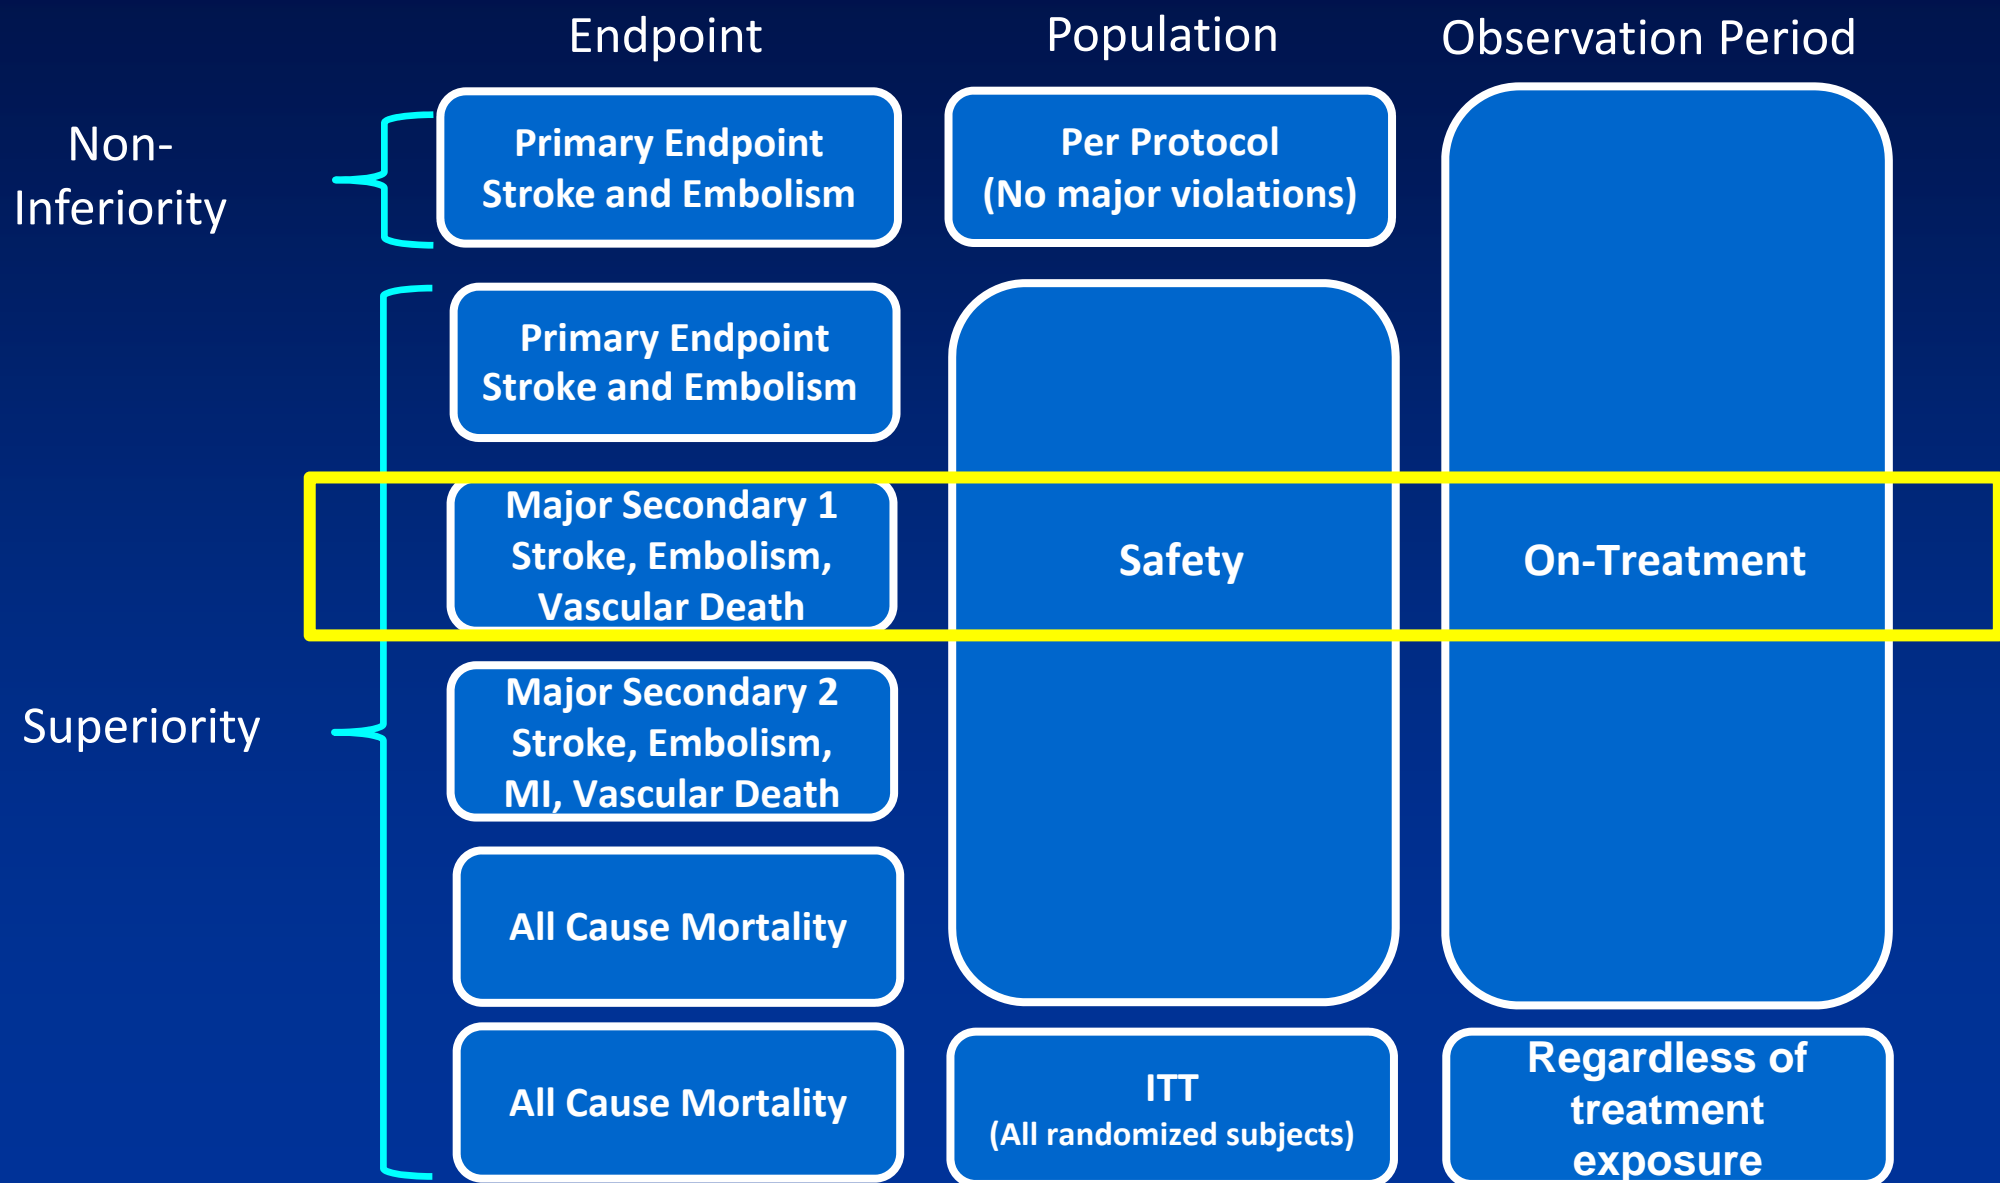 Endpoint
Population
Observation Period
Non-
Inferiority
Primary Endpoint
Stroke and Embolism
Per Protocol
(No major violations)
Primary Endpoint
Stroke and Embolism
Major Secondary 1
Stroke, Embolism,
Vascular Death
Safety
On-Treatment
Superiority
Major Secondary 2
Stroke, Embolism,
MI, Vascular Death
All Cause Mortality
All Cause Mortality
ITT
(All randomized subjects)
Regardless of
treatment
exposure